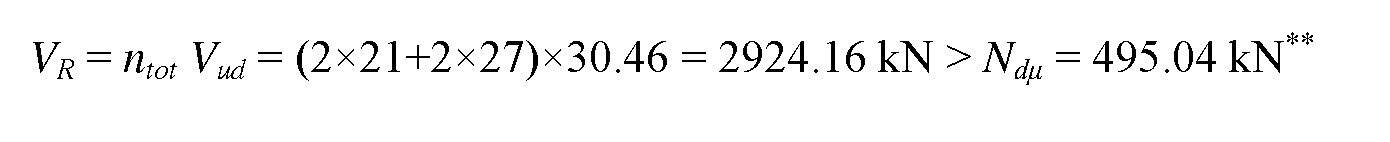 V_R = n_tot V_ud = (2×21+2×27)×30.46 = 2924.16 kN > N_dμ = 495.04 kN**